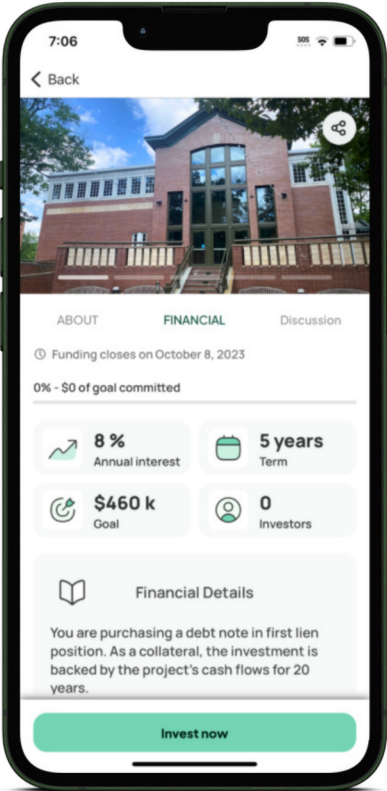 7:06
SOS
Back
ABOUT FINANCIAL Discussion
Funding closes on October 8, 2023
0% - $0 of goal committed
8 % 5 years
Annual interest Term
$460 k 0
Goal Investors
Financial Details
You are purchasing a debt note in first lien
position. As a collateral, the investment is
backed by the project's cash flows for 20
years.
Invest now